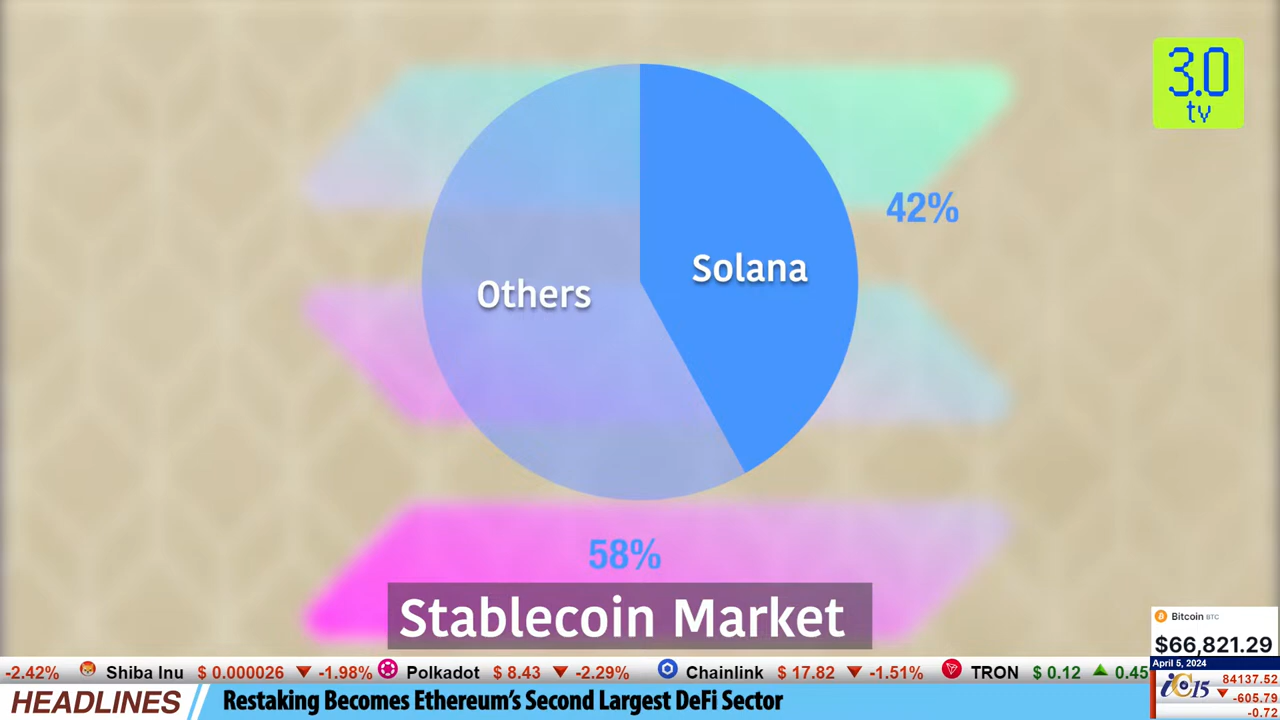 3.0
tv
42%
Solana
Others
58%
Stablecoin Market
Bitcoin BTC
$66,821.29
April 5, 2024
-2.42% Shiba Inu $ 0.000026 -1.98% Polkadot $ 8.43 -2.29% Chainlink $ 17.82 -1.51% TRON $ 0.12 0.45
84137.52
iC15
-605.79
-0.72
HEADLINES Restaking Becomes Ethereum's Second Largest DeFi Sector